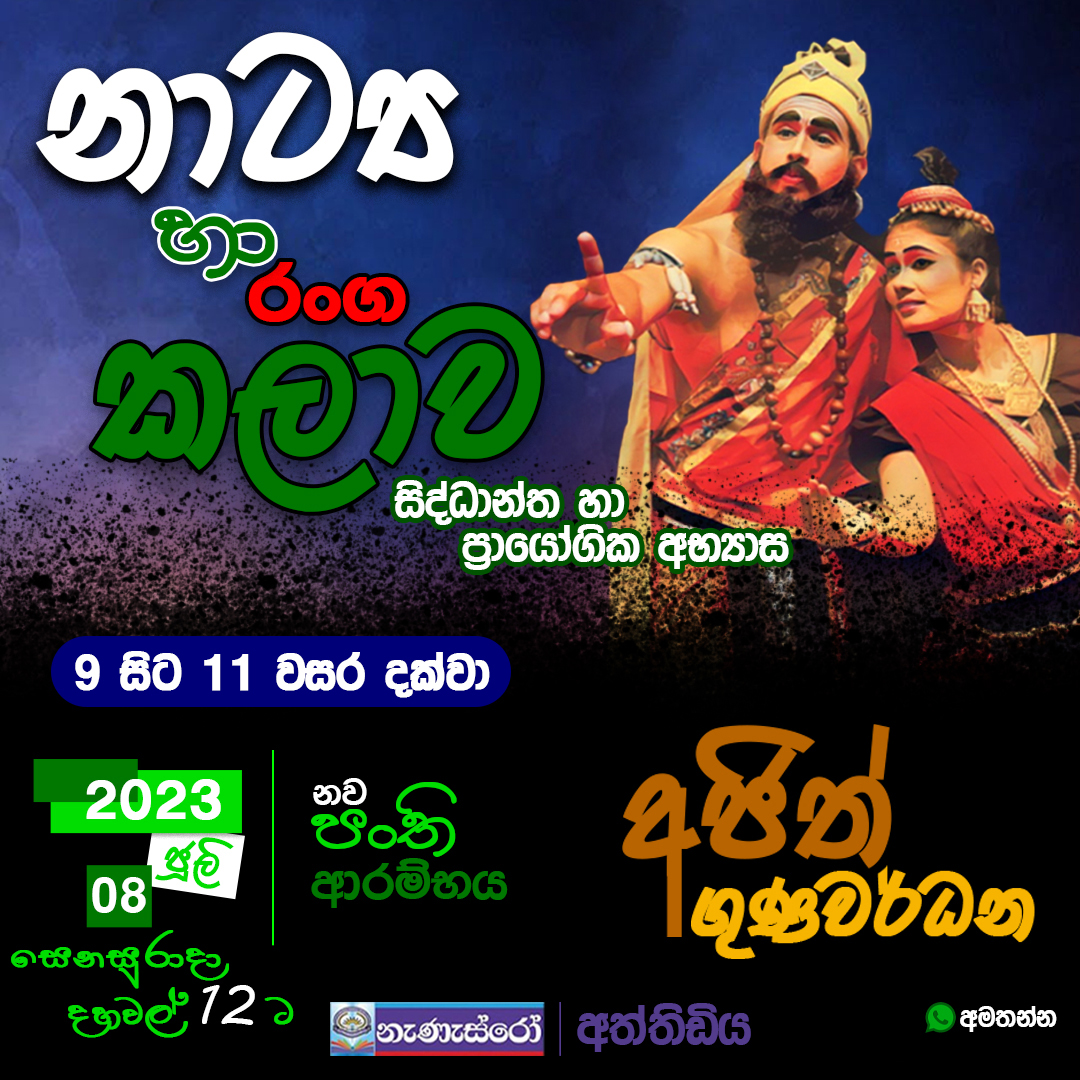 නාට්‍ය
හා
රංග
කලාව
සිද්ධාන්ත හා
ප්‍රායෝගික අභ්‍යාස
9 සිට 11 වසර දක්වා
2023
ජූලි
08
සෙනසුරාදා,
දහවල් 12 ට
නව
පංති
ආරම්භය
අජිත්
ගුණවර්ධන
නැණැස්රෝ
අත්තිඩිය
අමතන්න